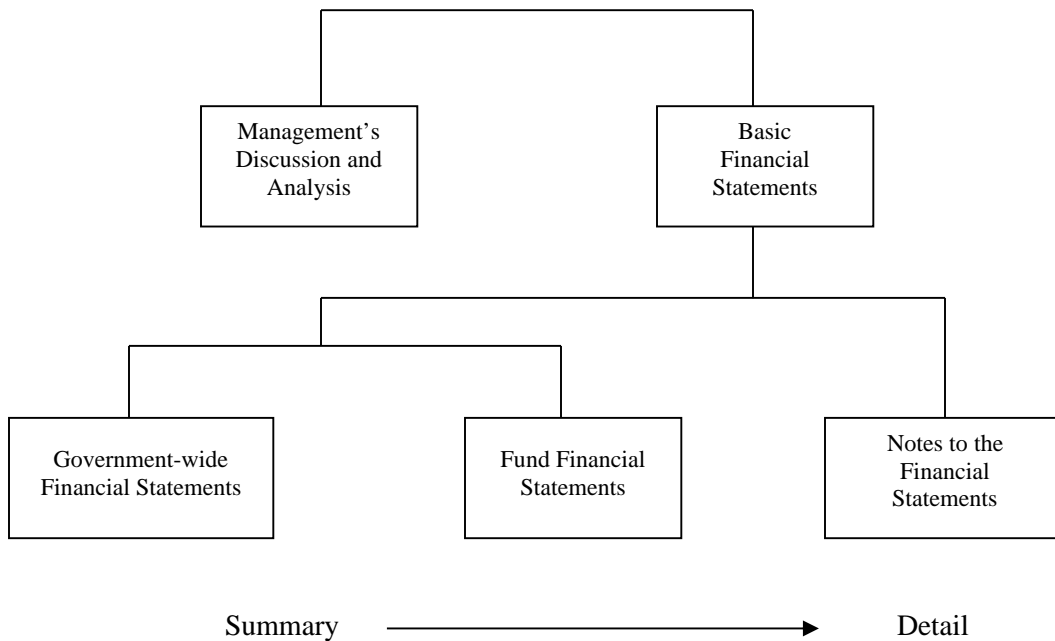 Management’s
Discussion and
Analysis
Basic
Financial
Statements
Government-wide
Financial Statements
Fund Financial
Statements
Notes to the
Financial
Statements
Summary
Detail